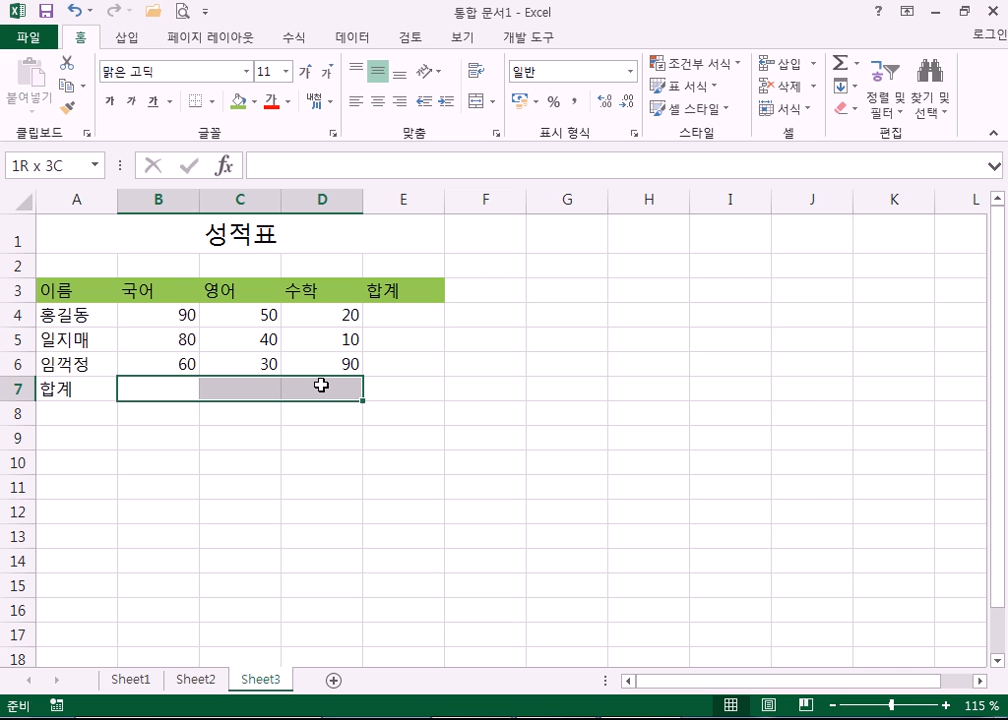 통합 문서1 - Excel
파일 홈 삽입 페이지 레이아웃 수식 데이터 검토 보기 개발 도구 로그인
붙여넣기
맑은 고딕 11 가 가
가 가 가 가 내천
일반
% ,
조건부 서식
표 서식
셀 스타일
삽입
삭제
서식
정렬 및 필터
찾기 및 선택
클립보드 글꼴 맞춤 표시 형식 스타일 셀 편집
1R x 3C fx
A B C D E F G H I J K L
1 성적표
2
3 이름 국어 영어 수학 합계
4 홍길동 90 50 20
5 일지매 80 40 10
6 임꺽정 60 30 90
7 합계
8
9
10
11
12
13
14
15
16
17
18
Sheet1 Sheet2 Sheet3
준비 115 %